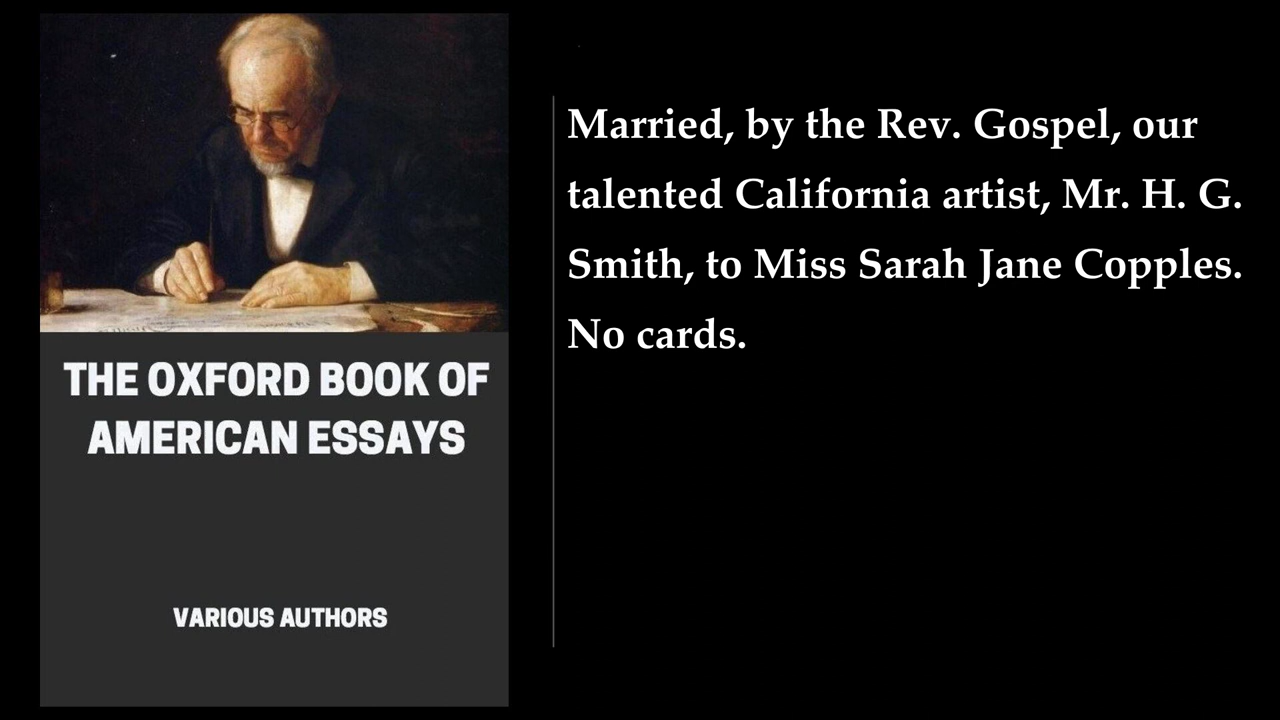 THE OXFORD BOOK OF
AMERICAN ESSAYS
VARIOUS AUTHORS
Married, by the Rev. Gospel, our
talented California artist, Mr. H. G.
Smith, to Miss Sarah Jane Copples.
No cards.